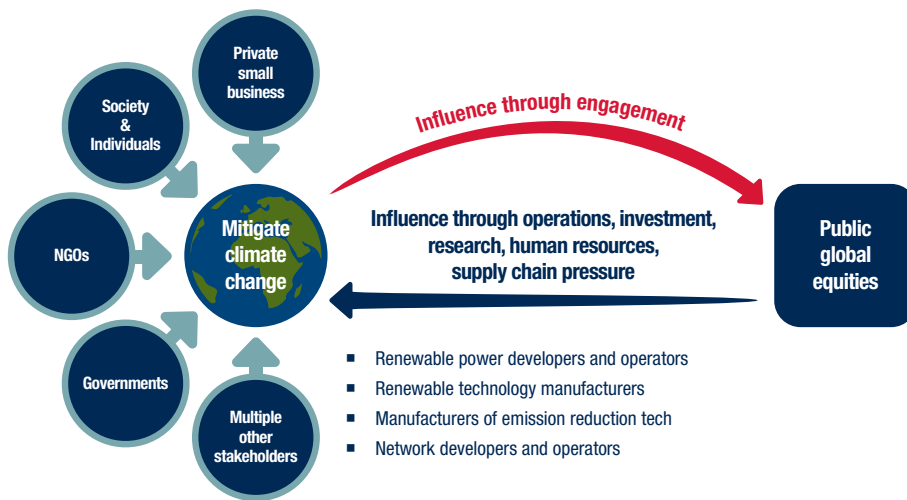 Private
small
business
Society
&
Individuals
NGOs
Governments
Multiple
other
stakeholders
Mitigate
climate
change
Influence through engagement
Influence through operations, investment,
research, human resources,
supply chain pressure
Public
global
equities
▪ Renewable power developers and operators
▪ Renewable technology manufacturers
▪ Manufacturers of emission reduction tech
▪ Network developers and operators